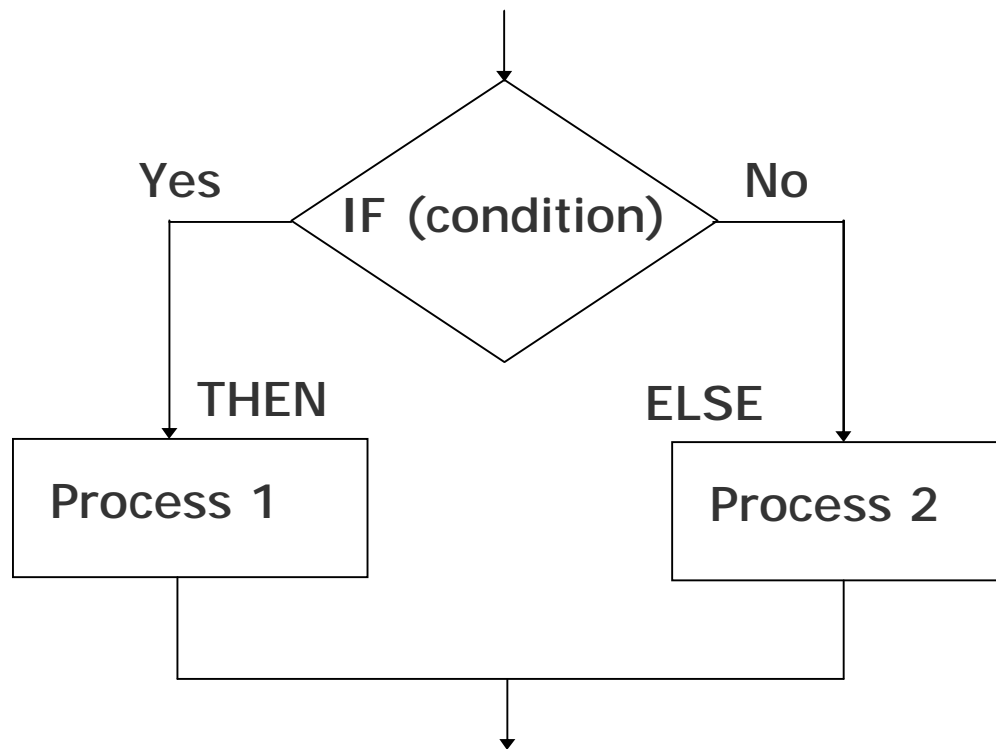 Yes
No
IF (condition)
THEN
ELSE
Process 1
Process 2